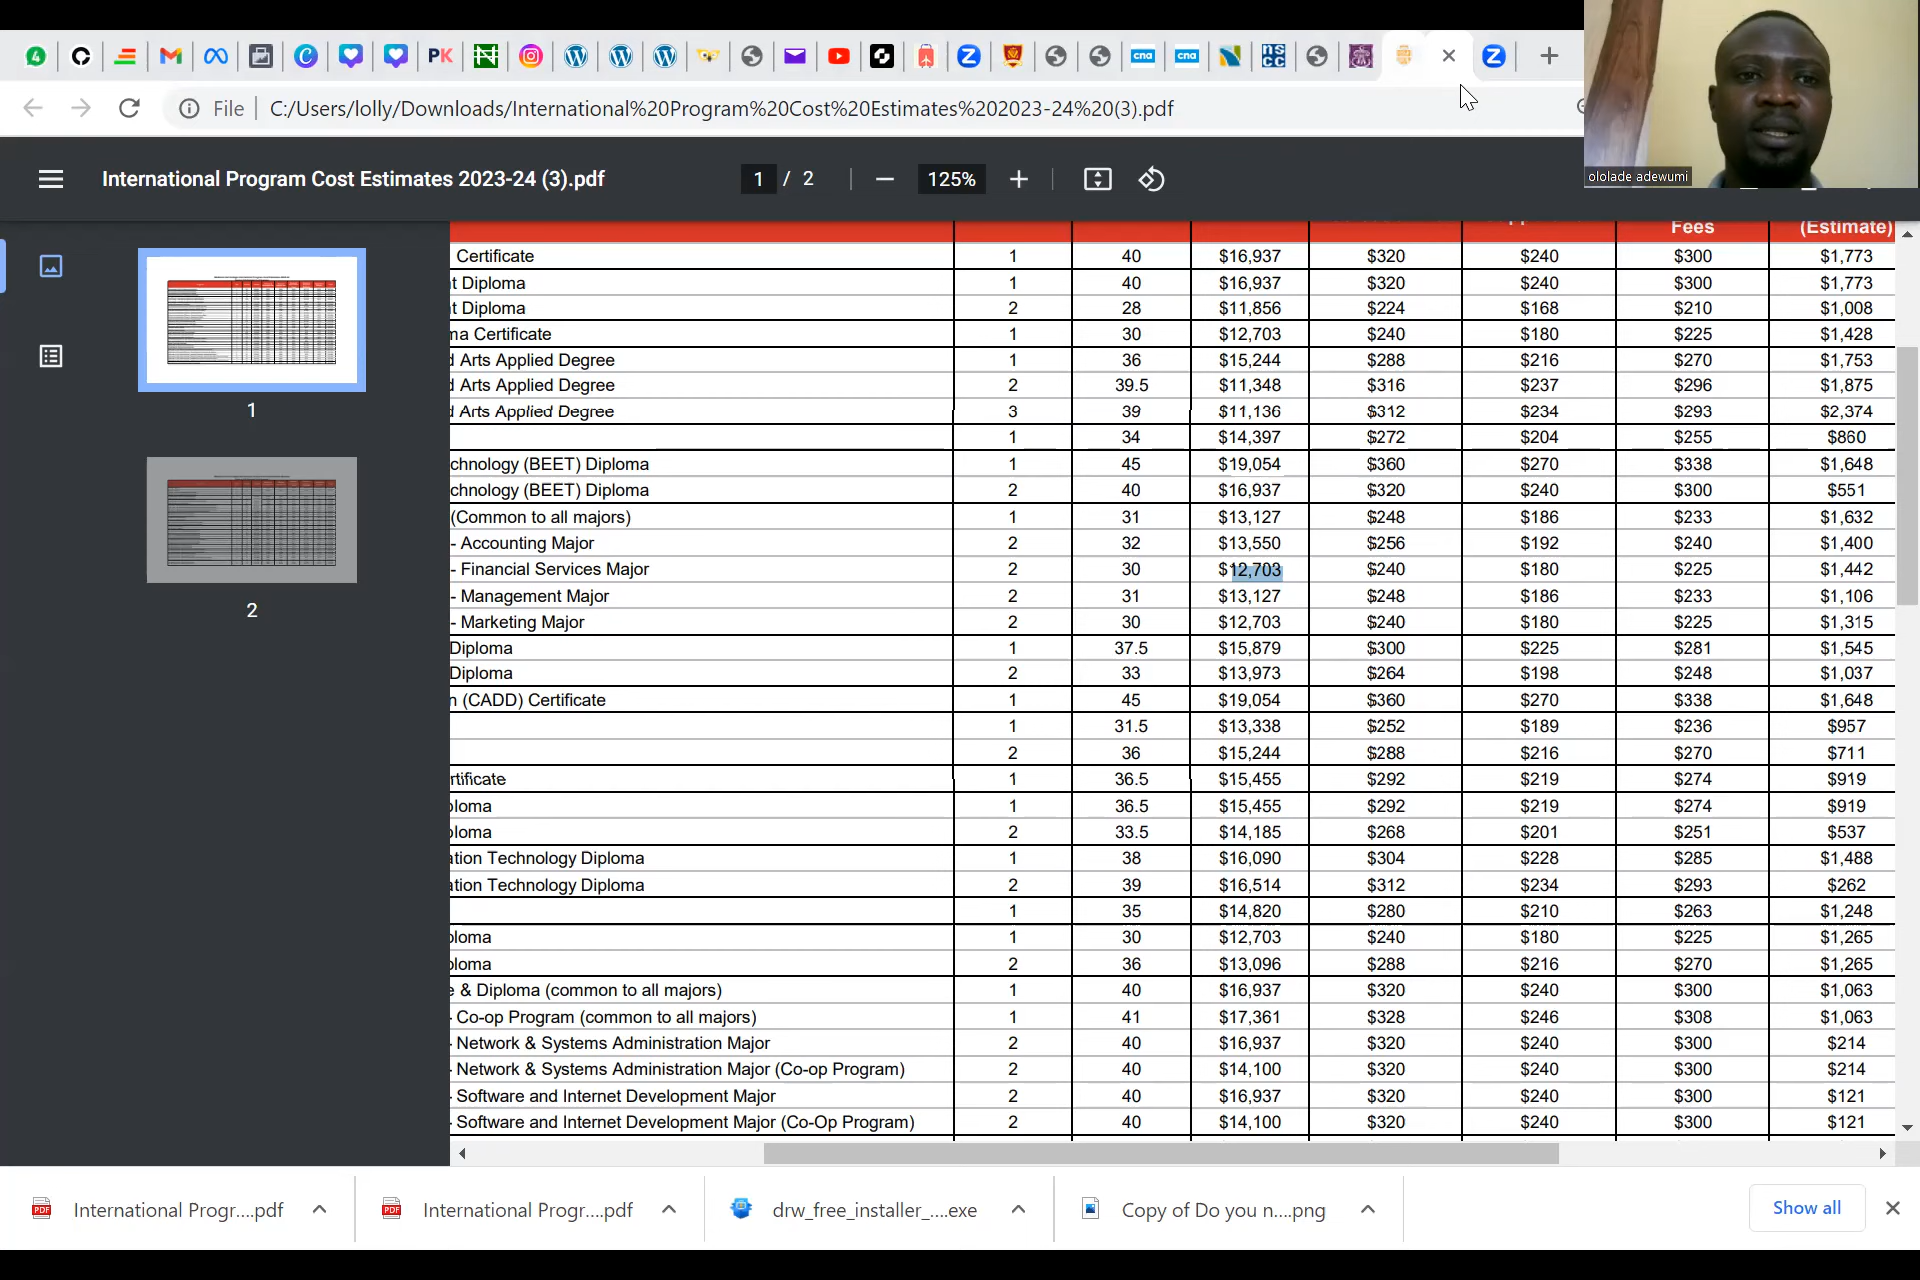 4 PK cna cna ns cc
File C:/Users/lolly/Downloads/International%20Program%20Cost%20Estimates%202023-24%20(3).pdf
ololade adewumi
International Program Cost Estimates 2023-24 (3).pdf 1 / 2 125%
Fees (Estimate)
Certificate 1 40 $16,937 $320 $240 $300 $1,773
t Diploma 1 40 $16,937 $320 $240 $300 $1,773
t Diploma 2 28 $11,856 $224 $168 $210 $1,008
ma Certificate 1 30 $12,703 $240 $180 $225 $1,428
d Arts Applied Degree 1 36 $15,244 $288 $216 $270 $1,753
d Arts Applied Degree 2 39.5 $11,348 $316 $237 $296 $1,875
d Arts Applied Degree 3 39 $11,136 $312 $234 $293 $2,374
1 34 $14,397 $272 $204 $255 $860
chnology (BEET) Diploma 1 45 $19,054 $360 $270 $338 $1,648
chnology (BEET) Diploma 2 40 $16,937 $320 $240 $300 $551
(Common to all majors) 1 31 $13,127 $248 $186 $233 $1,632
- Accounting Major 2 32 $13,550 $256 $192 $240 $1,400
- Financial Services Major 2 30 $12,703 $240 $180 $225 $1,442
- Management Major 2 31 $13,127 $248 $186 $233 $1,106
- Marketing Major 2 30 $12,703 $240 $180 $225 $1,315
Diploma 1 37.5 $15,879 $300 $225 $281 $1,545
Diploma 2 33 $13,973 $264 $198 $248 $1,037
n (CADD) Certificate 1 45 $19,054 $360 $270 $338 $1,648
1 31.5 $13,338 $252 $189 $236 $957
2 36 $15,244 $288 $216 $270 $711
rtificate 1 36.5 $15,455 $292 $219 $274 $919
ploma 1 36.5 $15,455 $292 $219 $274 $919
ploma 2 33.5 $14,185 $268 $201 $251 $537
ation Technology Diploma 1 38 $16,090 $304 $228 $285 $1,488
ation Technology Diploma 2 39 $16,514 $312 $234 $293 $262
1 35 $14,820 $280 $210 $263 $1,248
ploma 1 30 $12,703 $240 $180 $225 $1,265
ploma 2 36 $13,096 $288 $216 $270 $1,265
e & Diploma (common to all majors) 1 40 $16,937 $320 $240 $300 $1,063
- Co-op Program (common to all majors) 1 41 $17,361 $328 $246 $308 $1,063
- Network & Systems Administration Major 2 40 $16,937 $320 $240 $300 $214
- Network & Systems Administration Major (Co-op Program) 2 40 $14,100 $320 $240 $300 $214
- Software and Internet Development Major 2 40 $16,937 $320 $240 $300 $121
- Software and Internet Development Major (Co-Op Program) 2 40 $14,100 $320 $240 $300 $121
1
2
International Progr....pdf International Progr....pdf drw_free_installer_....exe Copy of Do you n....png Show all